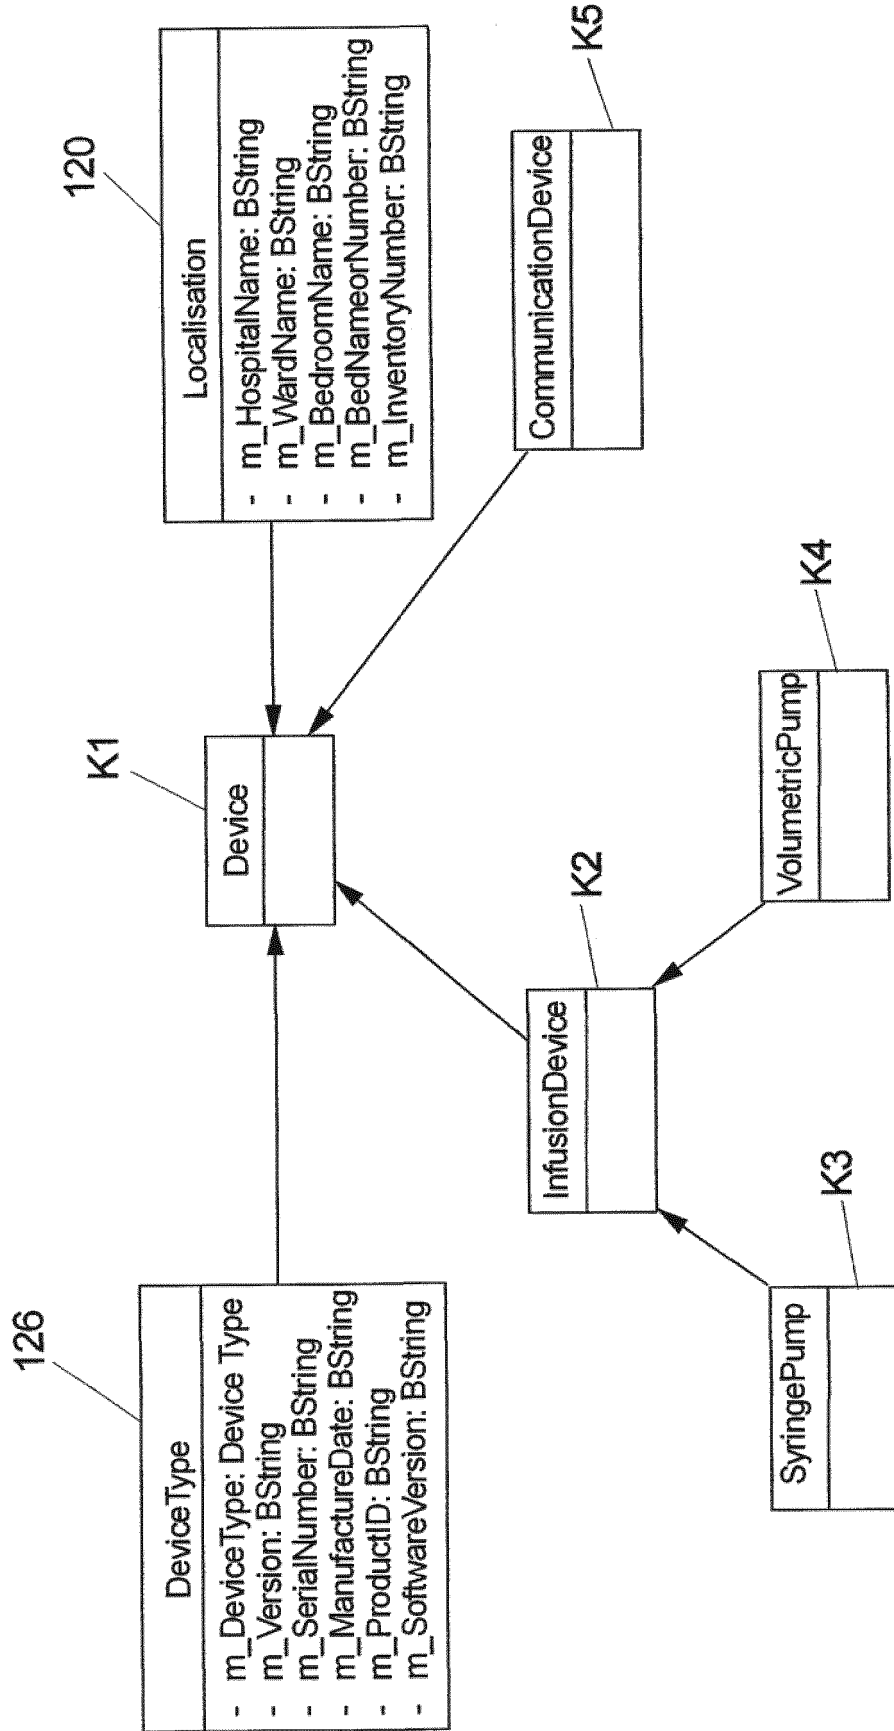 126
DeviceType
- m_DeviceType: Device Type
- m_Version: BString
- m_SerialNumber: BString
- m_ManufactureDate: BString
- m_ProductID: BString
- m_SoftwareVersion: BString
K1
Device
120
Localisation
- m_HospitalName: BString
- m_WardName: BString
- m_BedroomName: BString
- m_BedNameorNumber: BString
- m_InventoryNumber: BString
K2
InfusionDevice
K5
CommunicationDevice
K3
SyringePump
K4
VolumetricPump